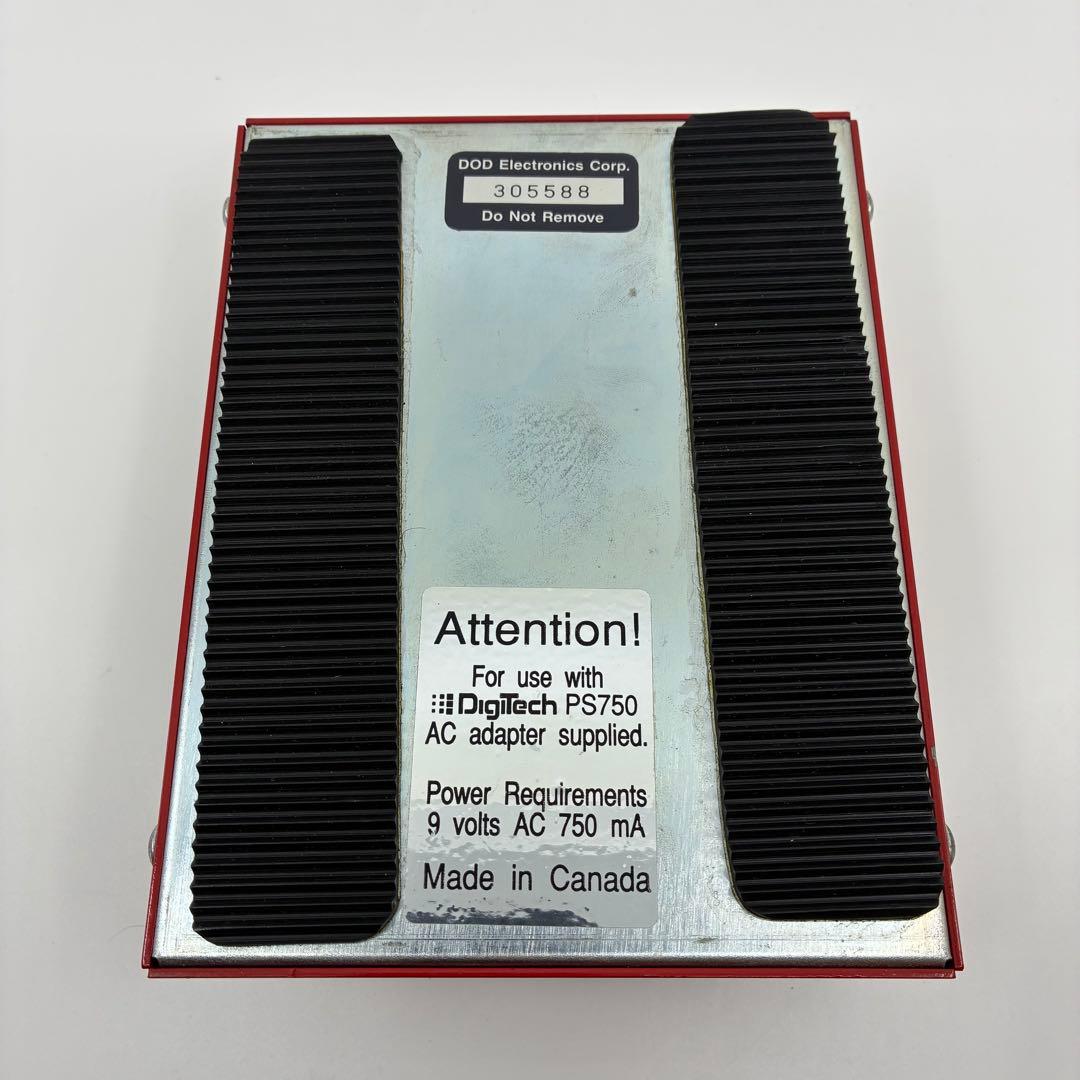 DOD Electronics Corp.
305588
Do Not Remove
Attention!
For use with
DigiTech PS750
AC adapter supplied.
Power Requirements
9 volts AC 750 mA
Made in Canada